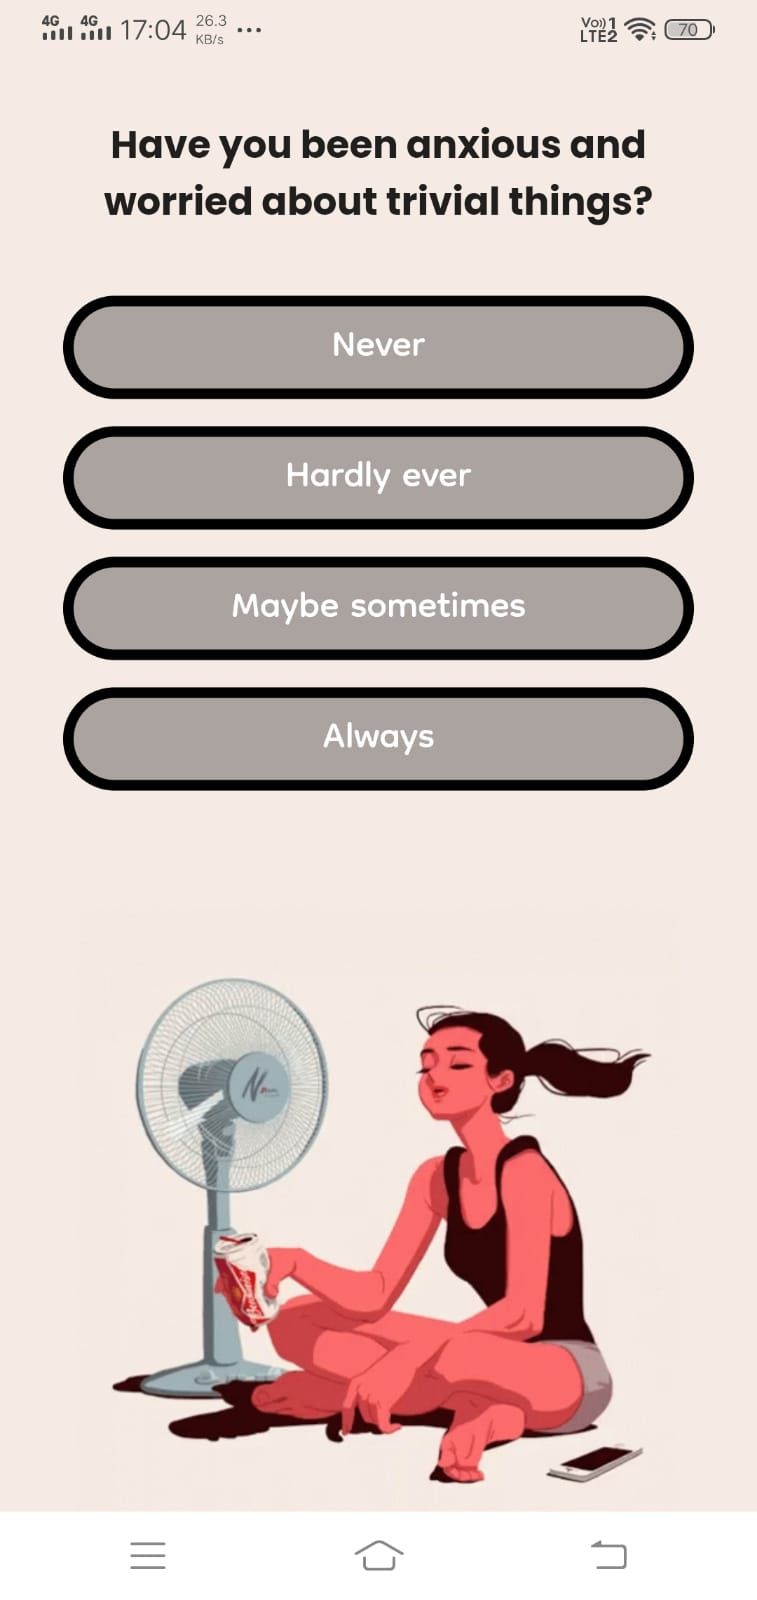 4G 4G 17:04 26.3 KB/s ... Vo)) 1 LTE2 70
Have you been anxious and
worried about trivial things?
Never
Hardly ever
Maybe sometimes
Always